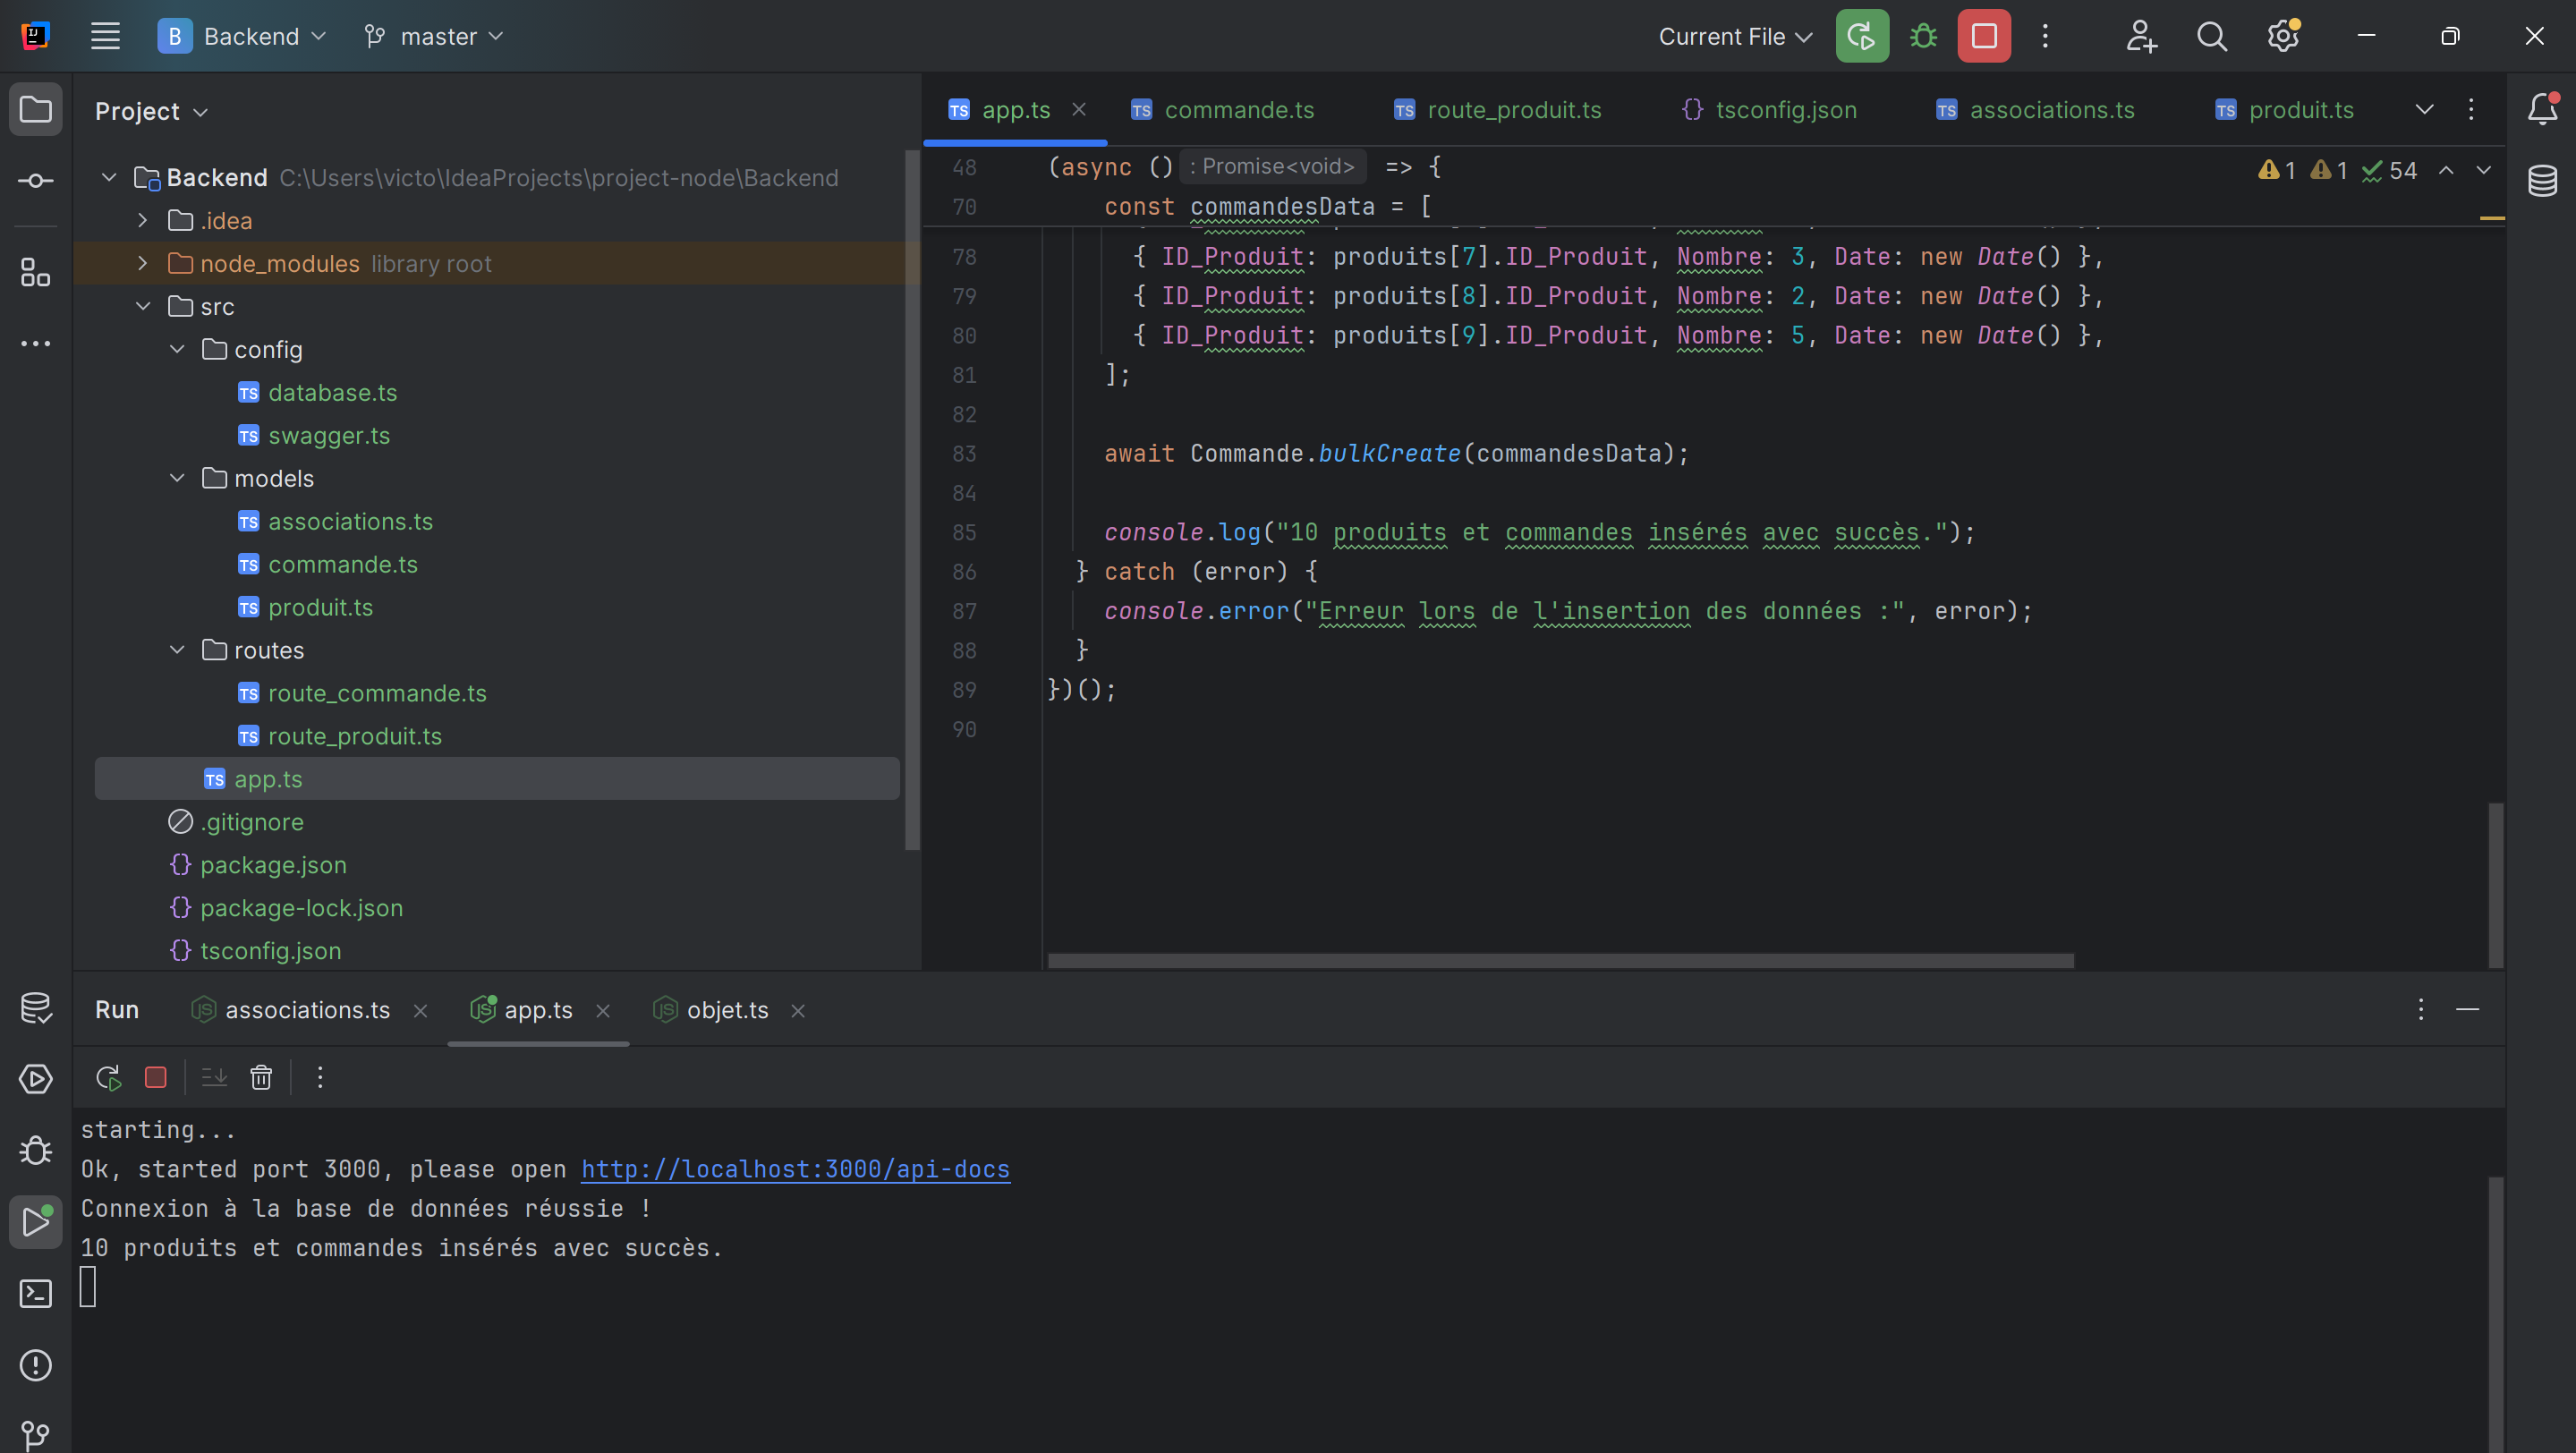 Backend
master
Current File
Project
Backend C:\Users\victo\IdeaProjects\project-node\Backend
.idea
node_modules library root
src
config
database.ts
swagger.ts
models
associations.ts
commande.ts
produit.ts
routes
route_commande.ts
route_produit.ts
app.ts
.gitignore
package.json
package-lock.json
tsconfig.json
app.ts commande.ts route_produit.ts tsconfig.json associations.ts produit.ts
1 1 54
48 (async () : Promise<void> => {
70 const commandesData = [
78 { ID_Produit: produits[7].ID_Produit, Nombre: 3, Date: new Date() },
79 { ID_Produit: produits[8].ID_Produit, Nombre: 2, Date: new Date() },
80 { ID_Produit: produits[9].ID_Produit, Nombre: 5, Date: new Date() },
81 ];
82
83 await Commande.bulkCreate(commandesData);
84
85 console.log("10 produits et commandes insérés avec succès.");
86 } catch (error) {
87 console.error("Erreur lors de l'insertion des données :", error);
88 }
89 })();
90
Run associations.ts app.ts objet.ts
starting...
Ok, started port 3000, please open http://localhost:3000/api-docs
Connexion à la base de données réussie !
10 produits et commandes insérés avec succès.